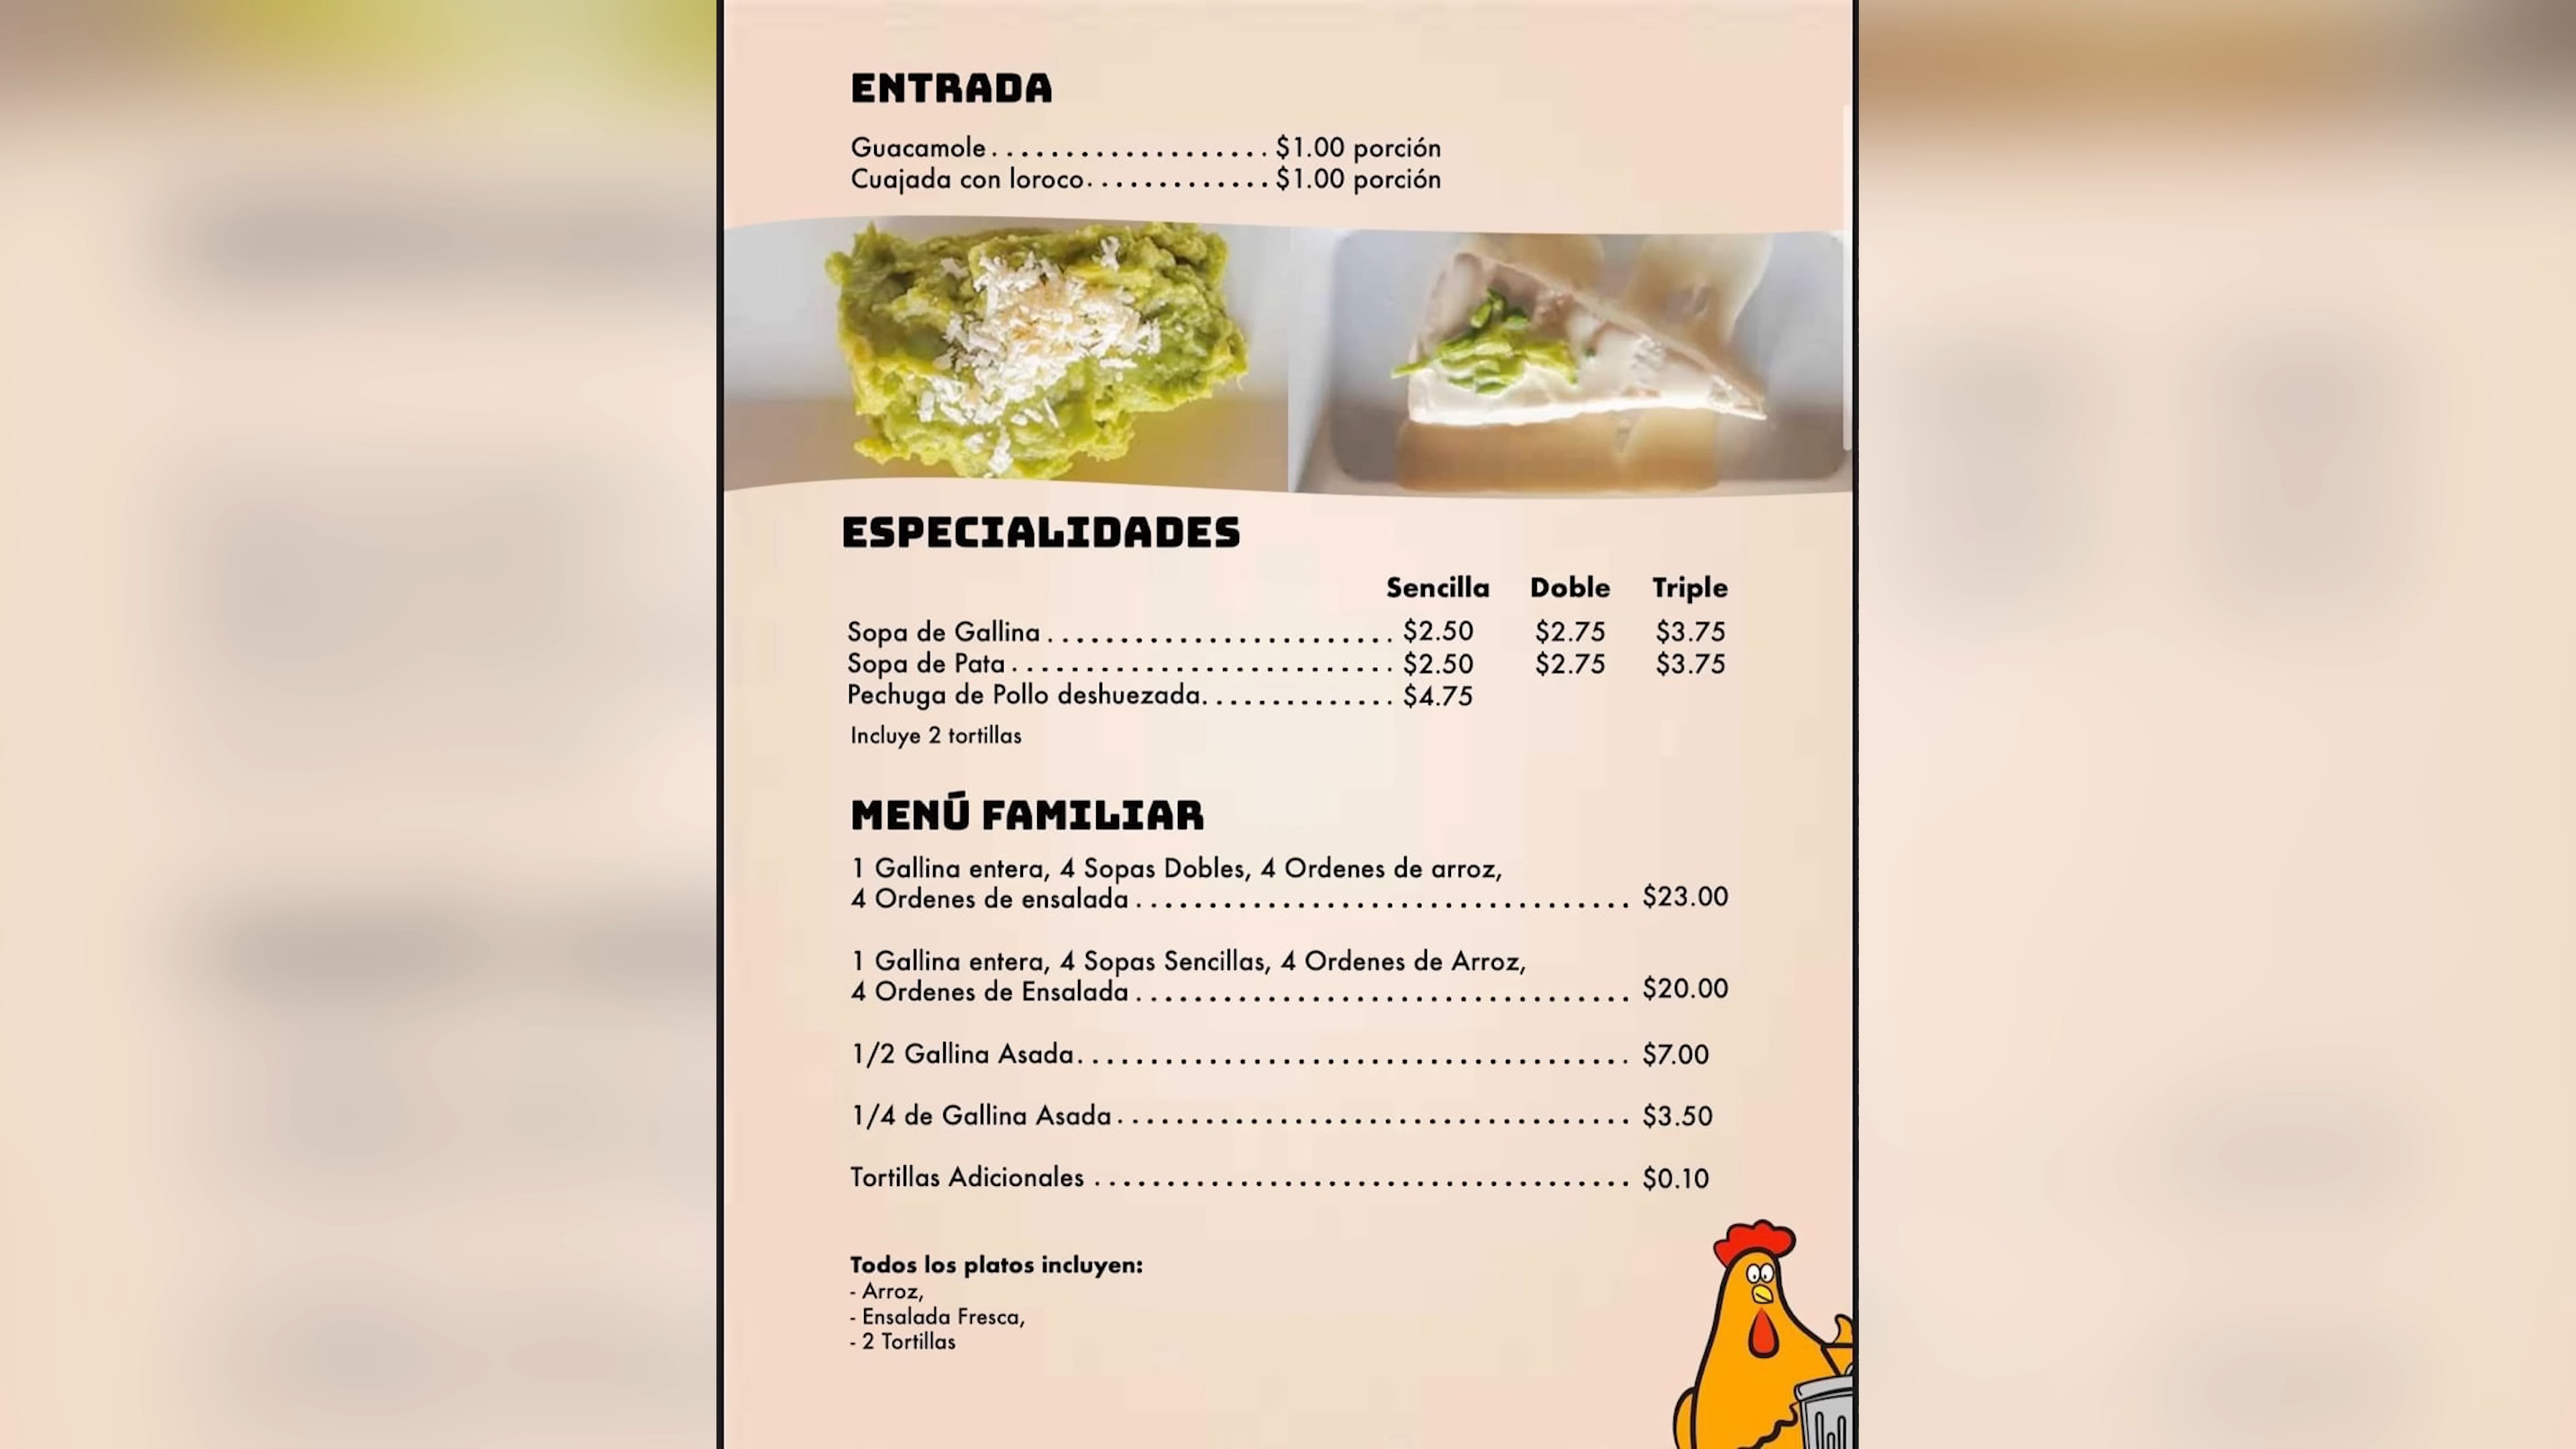 ENTRADA
Guacamole . . . . . . . . . . . . . . . . . . . $1.00 porción
Cuajada con loroco. . . . . . . . . . . . . $1.00 porción
ESPECIALIDADES
Sencilla Doble Triple
Sopa de Gallina . . . . . . . . . . . . . . . . . . . . . . . . $2.50 $2.75 $3.75
Sopa de Pata . . . . . . . . . . . . . . . . . . . . . . . . . . $2.50 $2.75 $3.75
Pechuga de Pollo deshuezada. . . . . . . . . . . . . . $4.75
Incluye 2 tortillas
MENÚ FAMILIAR
1 Gallina entera, 4 Sopas Dobles, 4 Ordenes de arroz,
4 Ordenes de ensalada . . . . . . . . . . . . . . . . . . . . . . . . . . . . . . . . . . $23.00
1 Gallina entera, 4 Sopas Sencillas, 4 Ordenes de Arroz,
4 Ordenes de Ensalada . . . . . . . . . . . . . . . . . . . . . . . . . . . . . . . . . . $20.00
1/2 Gallina Asada. . . . . . . . . . . . . . . . . . . . . . . . . . . . . . . . . . . . . . $7.00
1/4 de Gallina Asada . . . . . . . . . . . . . . . . . . . . . . . . . . . . . . . . . . . $3.50
Tortillas Adicionales . . . . . . . . . . . . . . . . . . . . . . . . . . . . . . . . . . . . . $0.10
Todos los platos incluyen:
- Arroz,
- Ensalada Fresca,
- 2 Tortillas